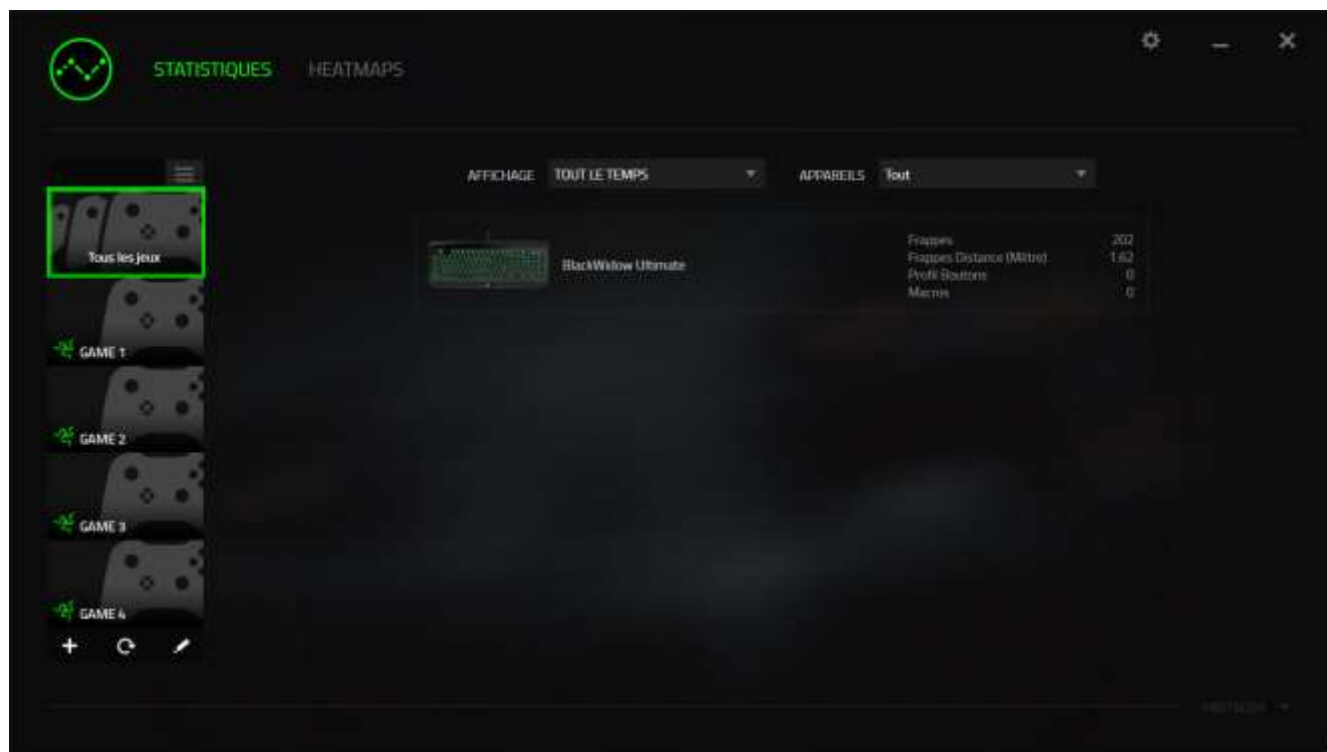 STATISTIQUES HEATMAPS
AFFICHAGE TOUT LE TEMPS APPAREILS Tout
Tous les jeux
BlackWidow Ultimate
Frappes 202
Frappes Distance (Mètre) 1.62
Profil Boutons 0
Macros 0
GAME 1
GAME 2
GAME 3
GAME 4
PARTAGER